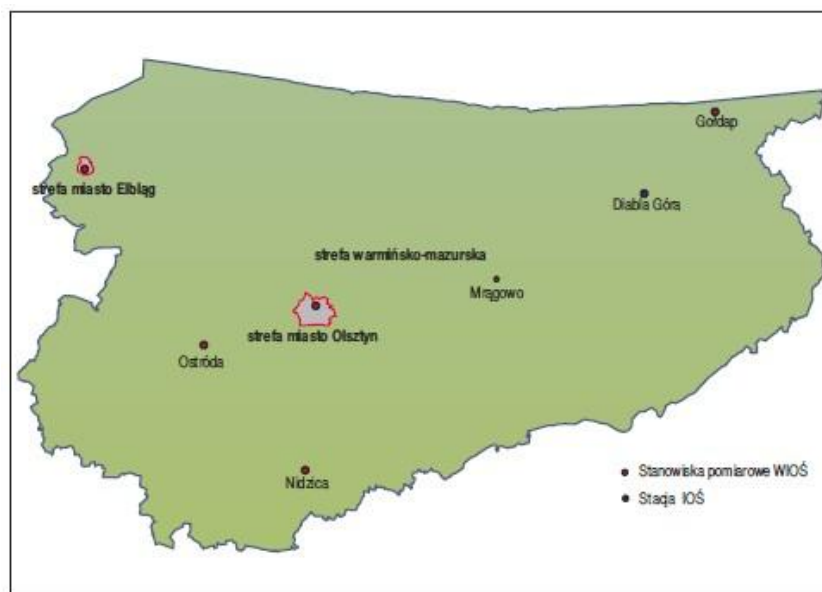 Gołdap
strefa miasto Elbląg
Diabla Góra
strefa warmińsko-mazurska
Mrągowo
strefa miasto Olsztyn
Ostróda
Stanowiska pomiarowe WIOŚ
Nidzica
Stacja IOŚ